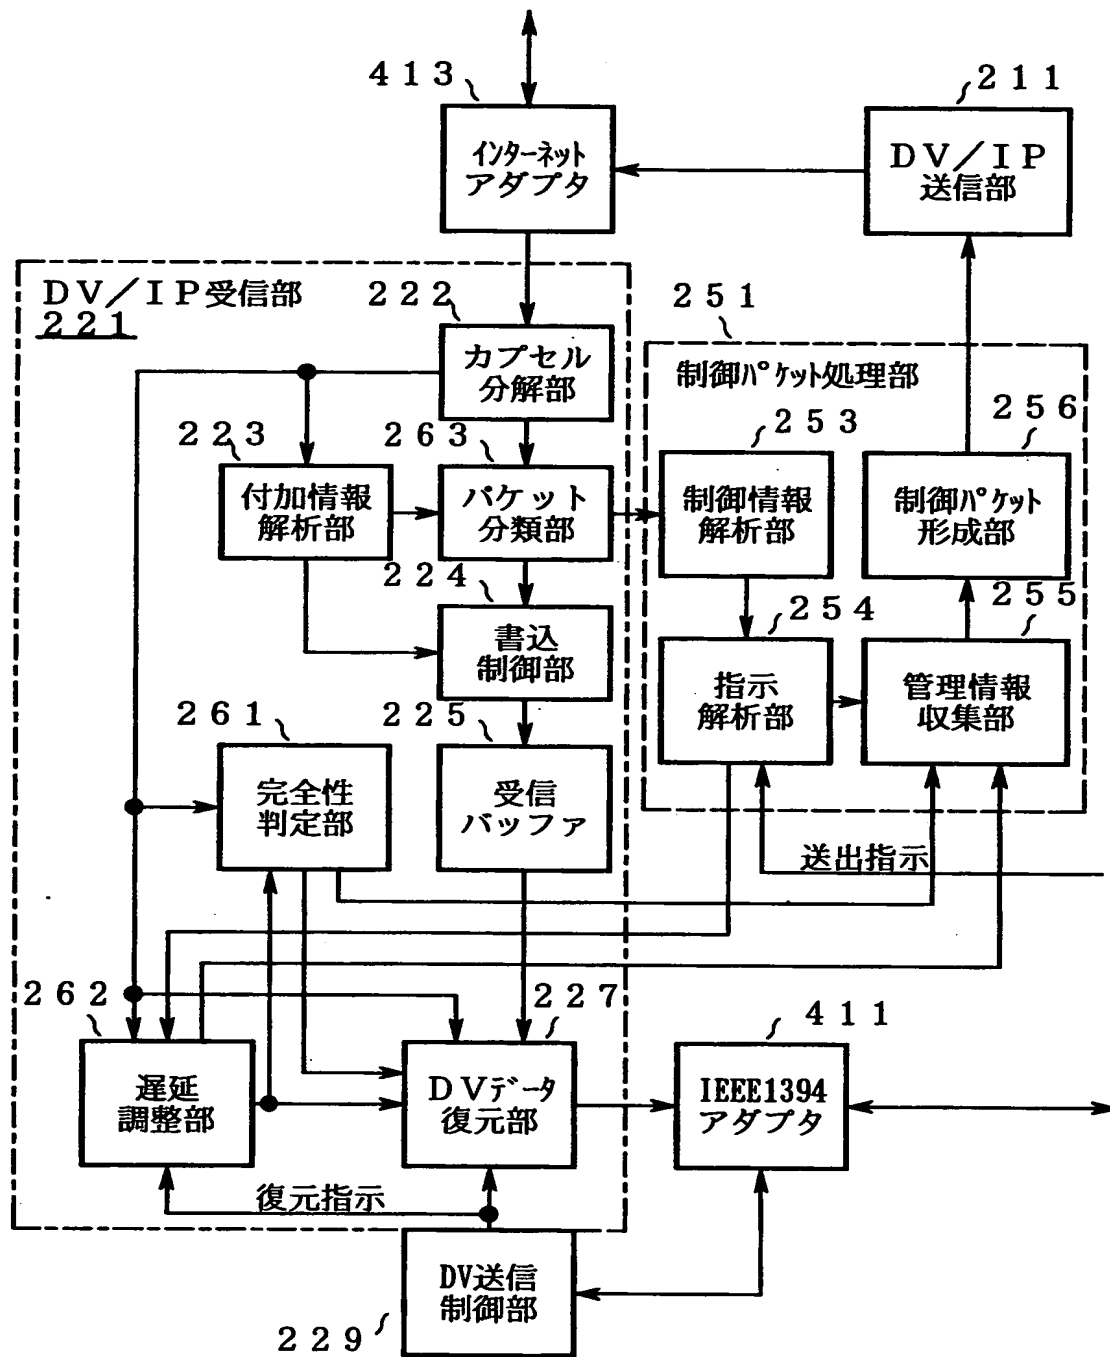 413
インターネット
アダプタ
211
DV/IP
送信部
DV/IP受信部
221
222
カプセル
分解部
251
制御パケット処理部
223
付加情報
解析部
263
パケット
分類部
253
制御情報
解析部
256
制御パケット
形成部
224
書込
制御部
254
指示
解析部
255
管理情報
収集部
261
完全性
判定部
225
受信
バッファ
送出指示
262
遅延
調整部
227
DVデータ
復元部
411
IEEE1394
アダプタ
復元指示
DV送信
制御部
229